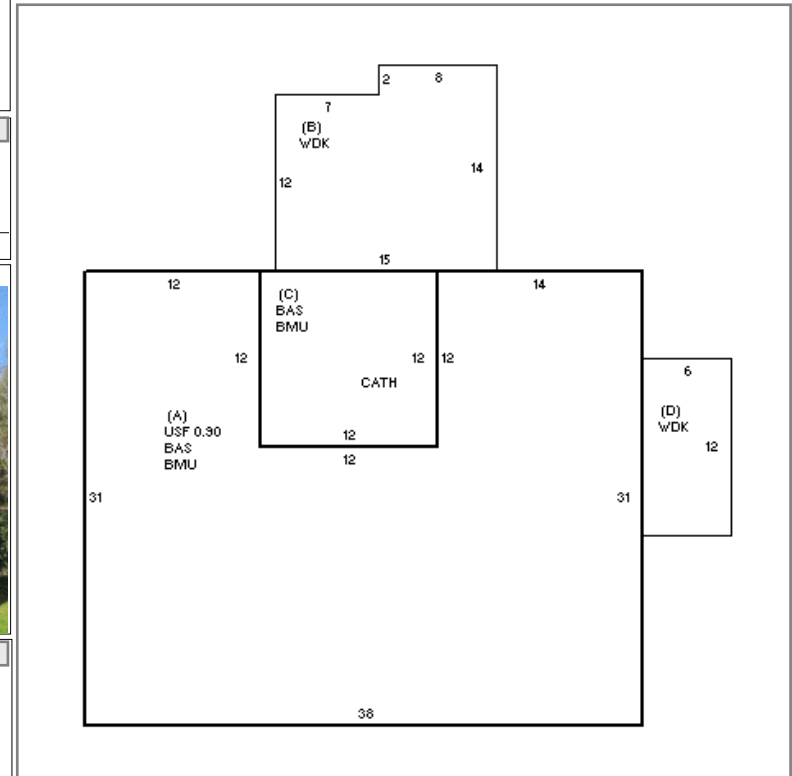 2 8
7
(B)
WDK
14
12
15
12
14
(C)
BAS
BMU
12
12 12
6
CATH
(A)
USF 0.90
BAS
BMU
(D)
WDK
12
12
12
31
31
38